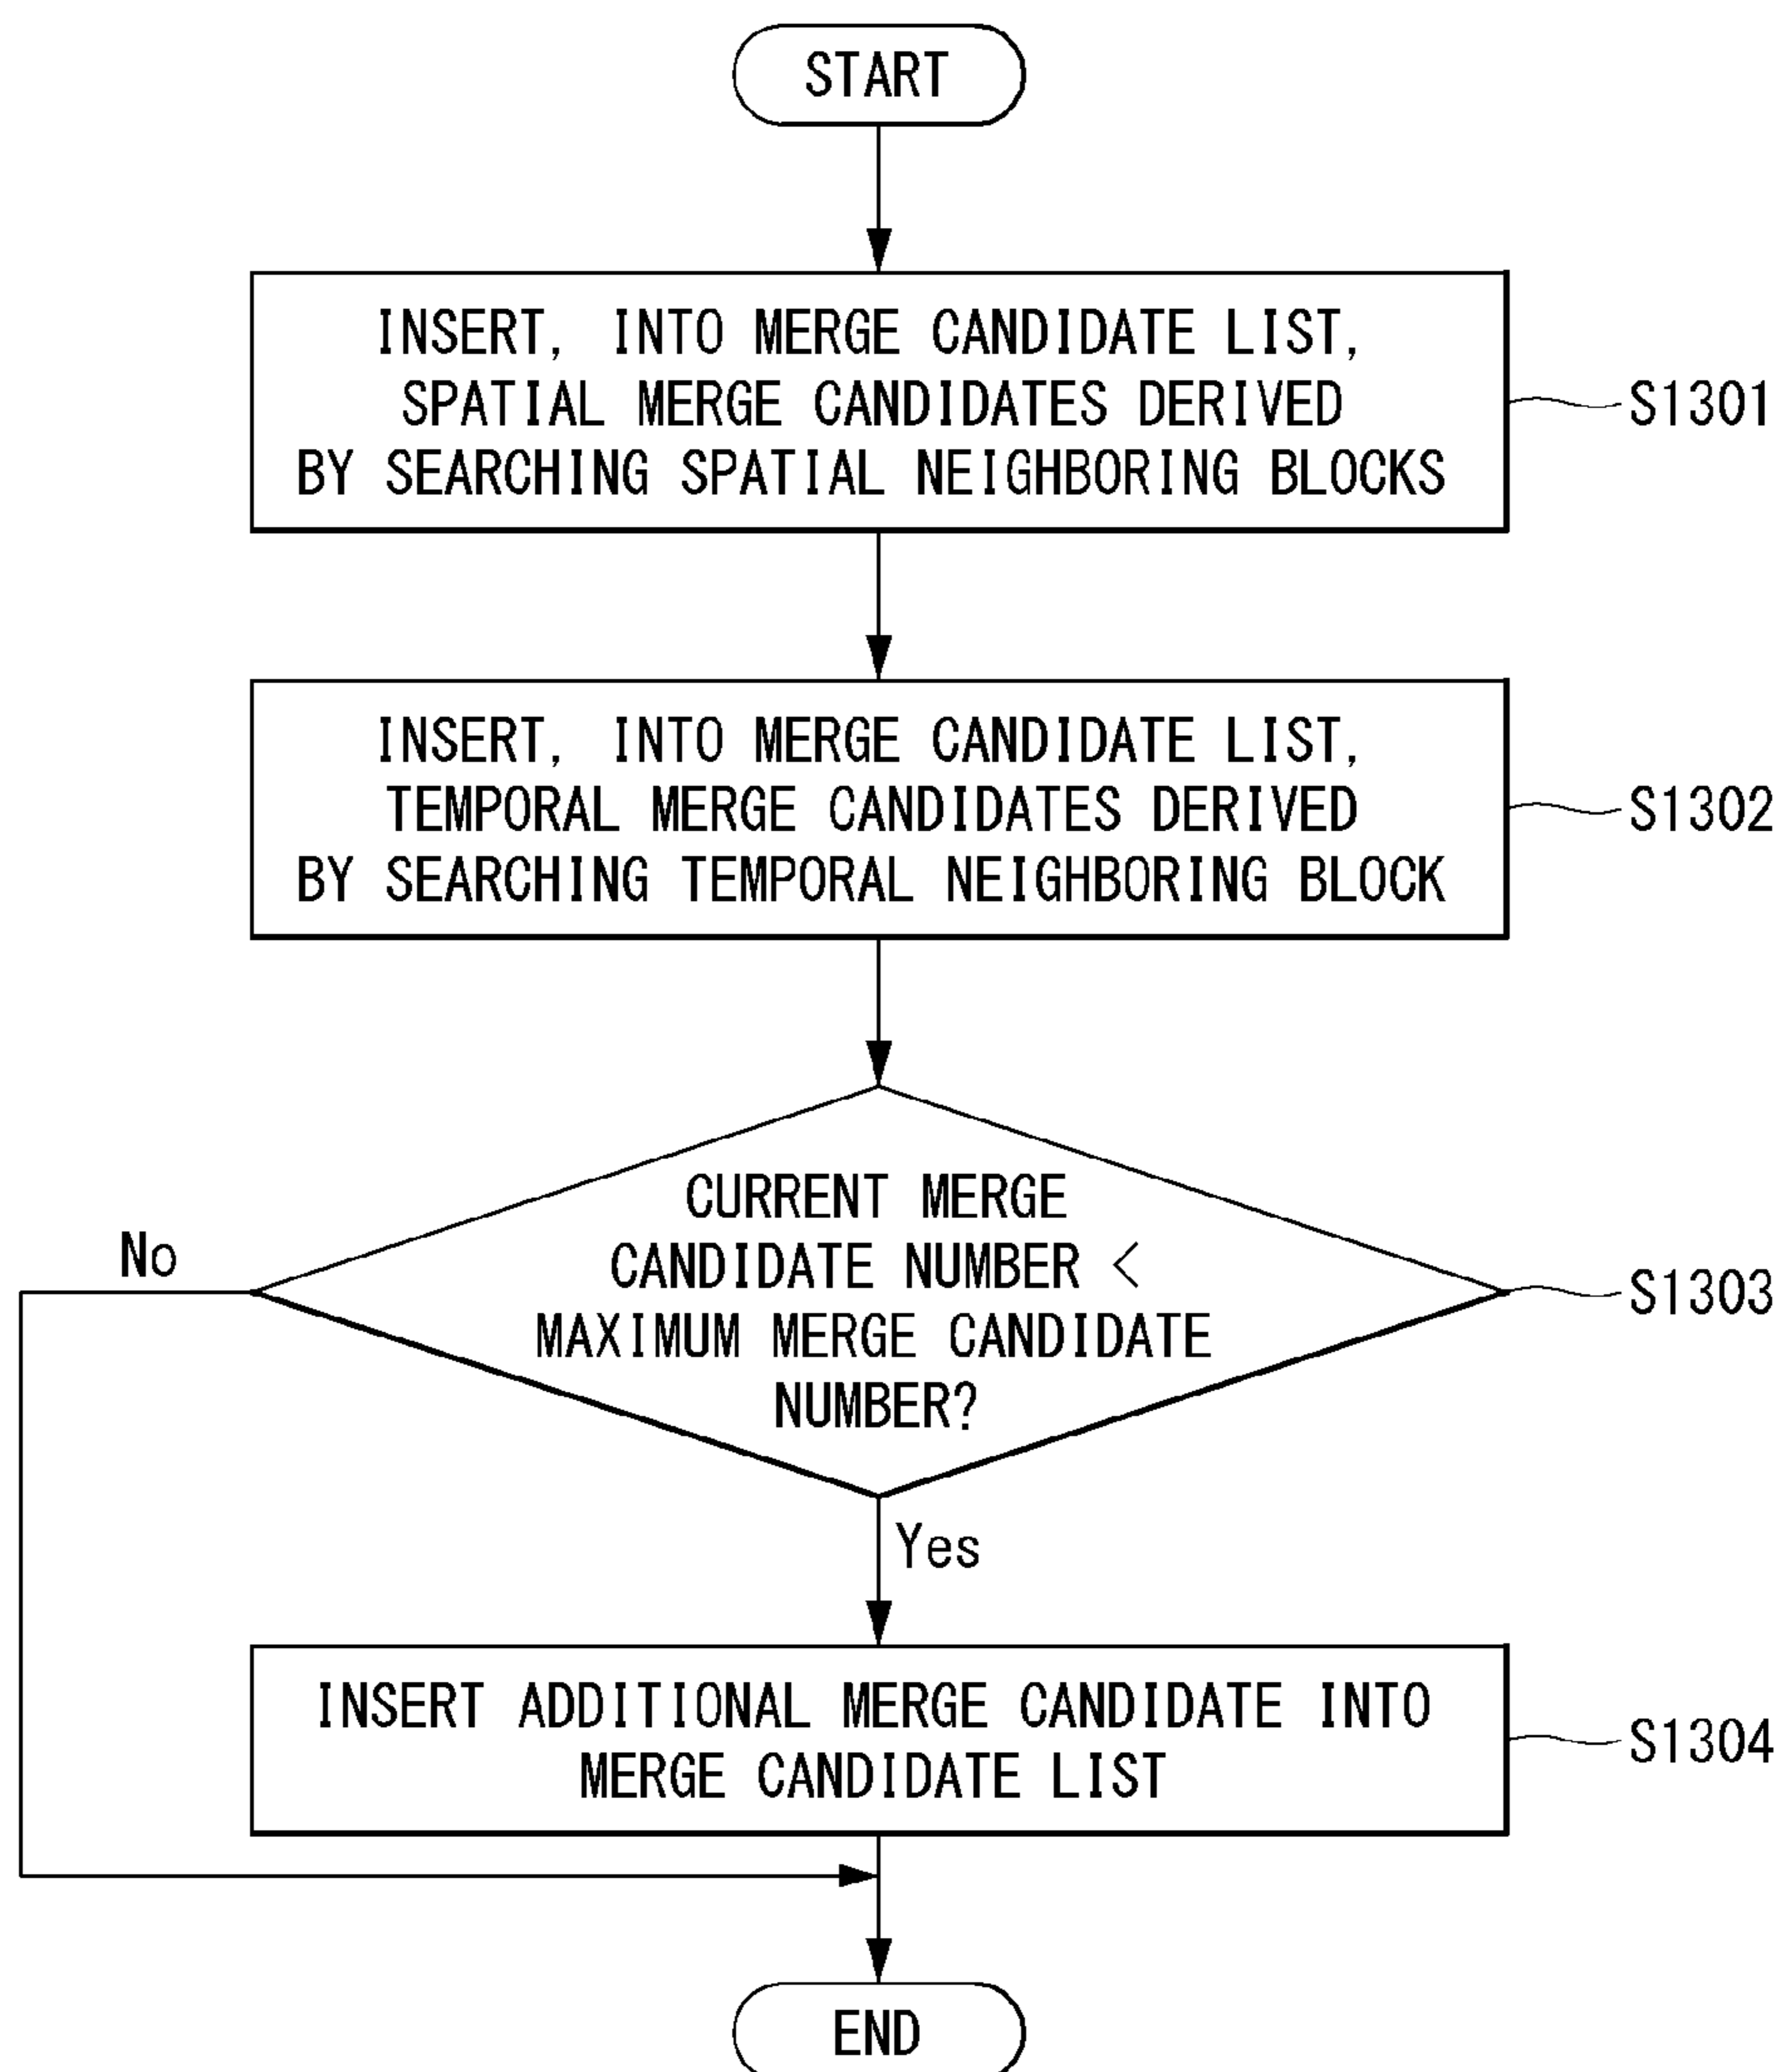 START
INSERT, INTO MERGE CANDIDATE LIST,
SPATIAL MERGE CANDIDATES DERIVED
BY SEARCHING SPATIAL NEIGHBORING BLOCKS
S1301
INSERT, INTO MERGE CANDIDATE LIST,
TEMPORAL MERGE CANDIDATES DERIVED
BY SEARCHING TEMPORAL NEIGHBORING BLOCK
S1302
CURRENT MERGE
CANDIDATE NUMBER <
MAXIMUM MERGE CANDIDATE
NUMBER?
No
S1303
Yes
INSERT ADDITIONAL MERGE CANDIDATE INTO
MERGE CANDIDATE LIST
S1304
END